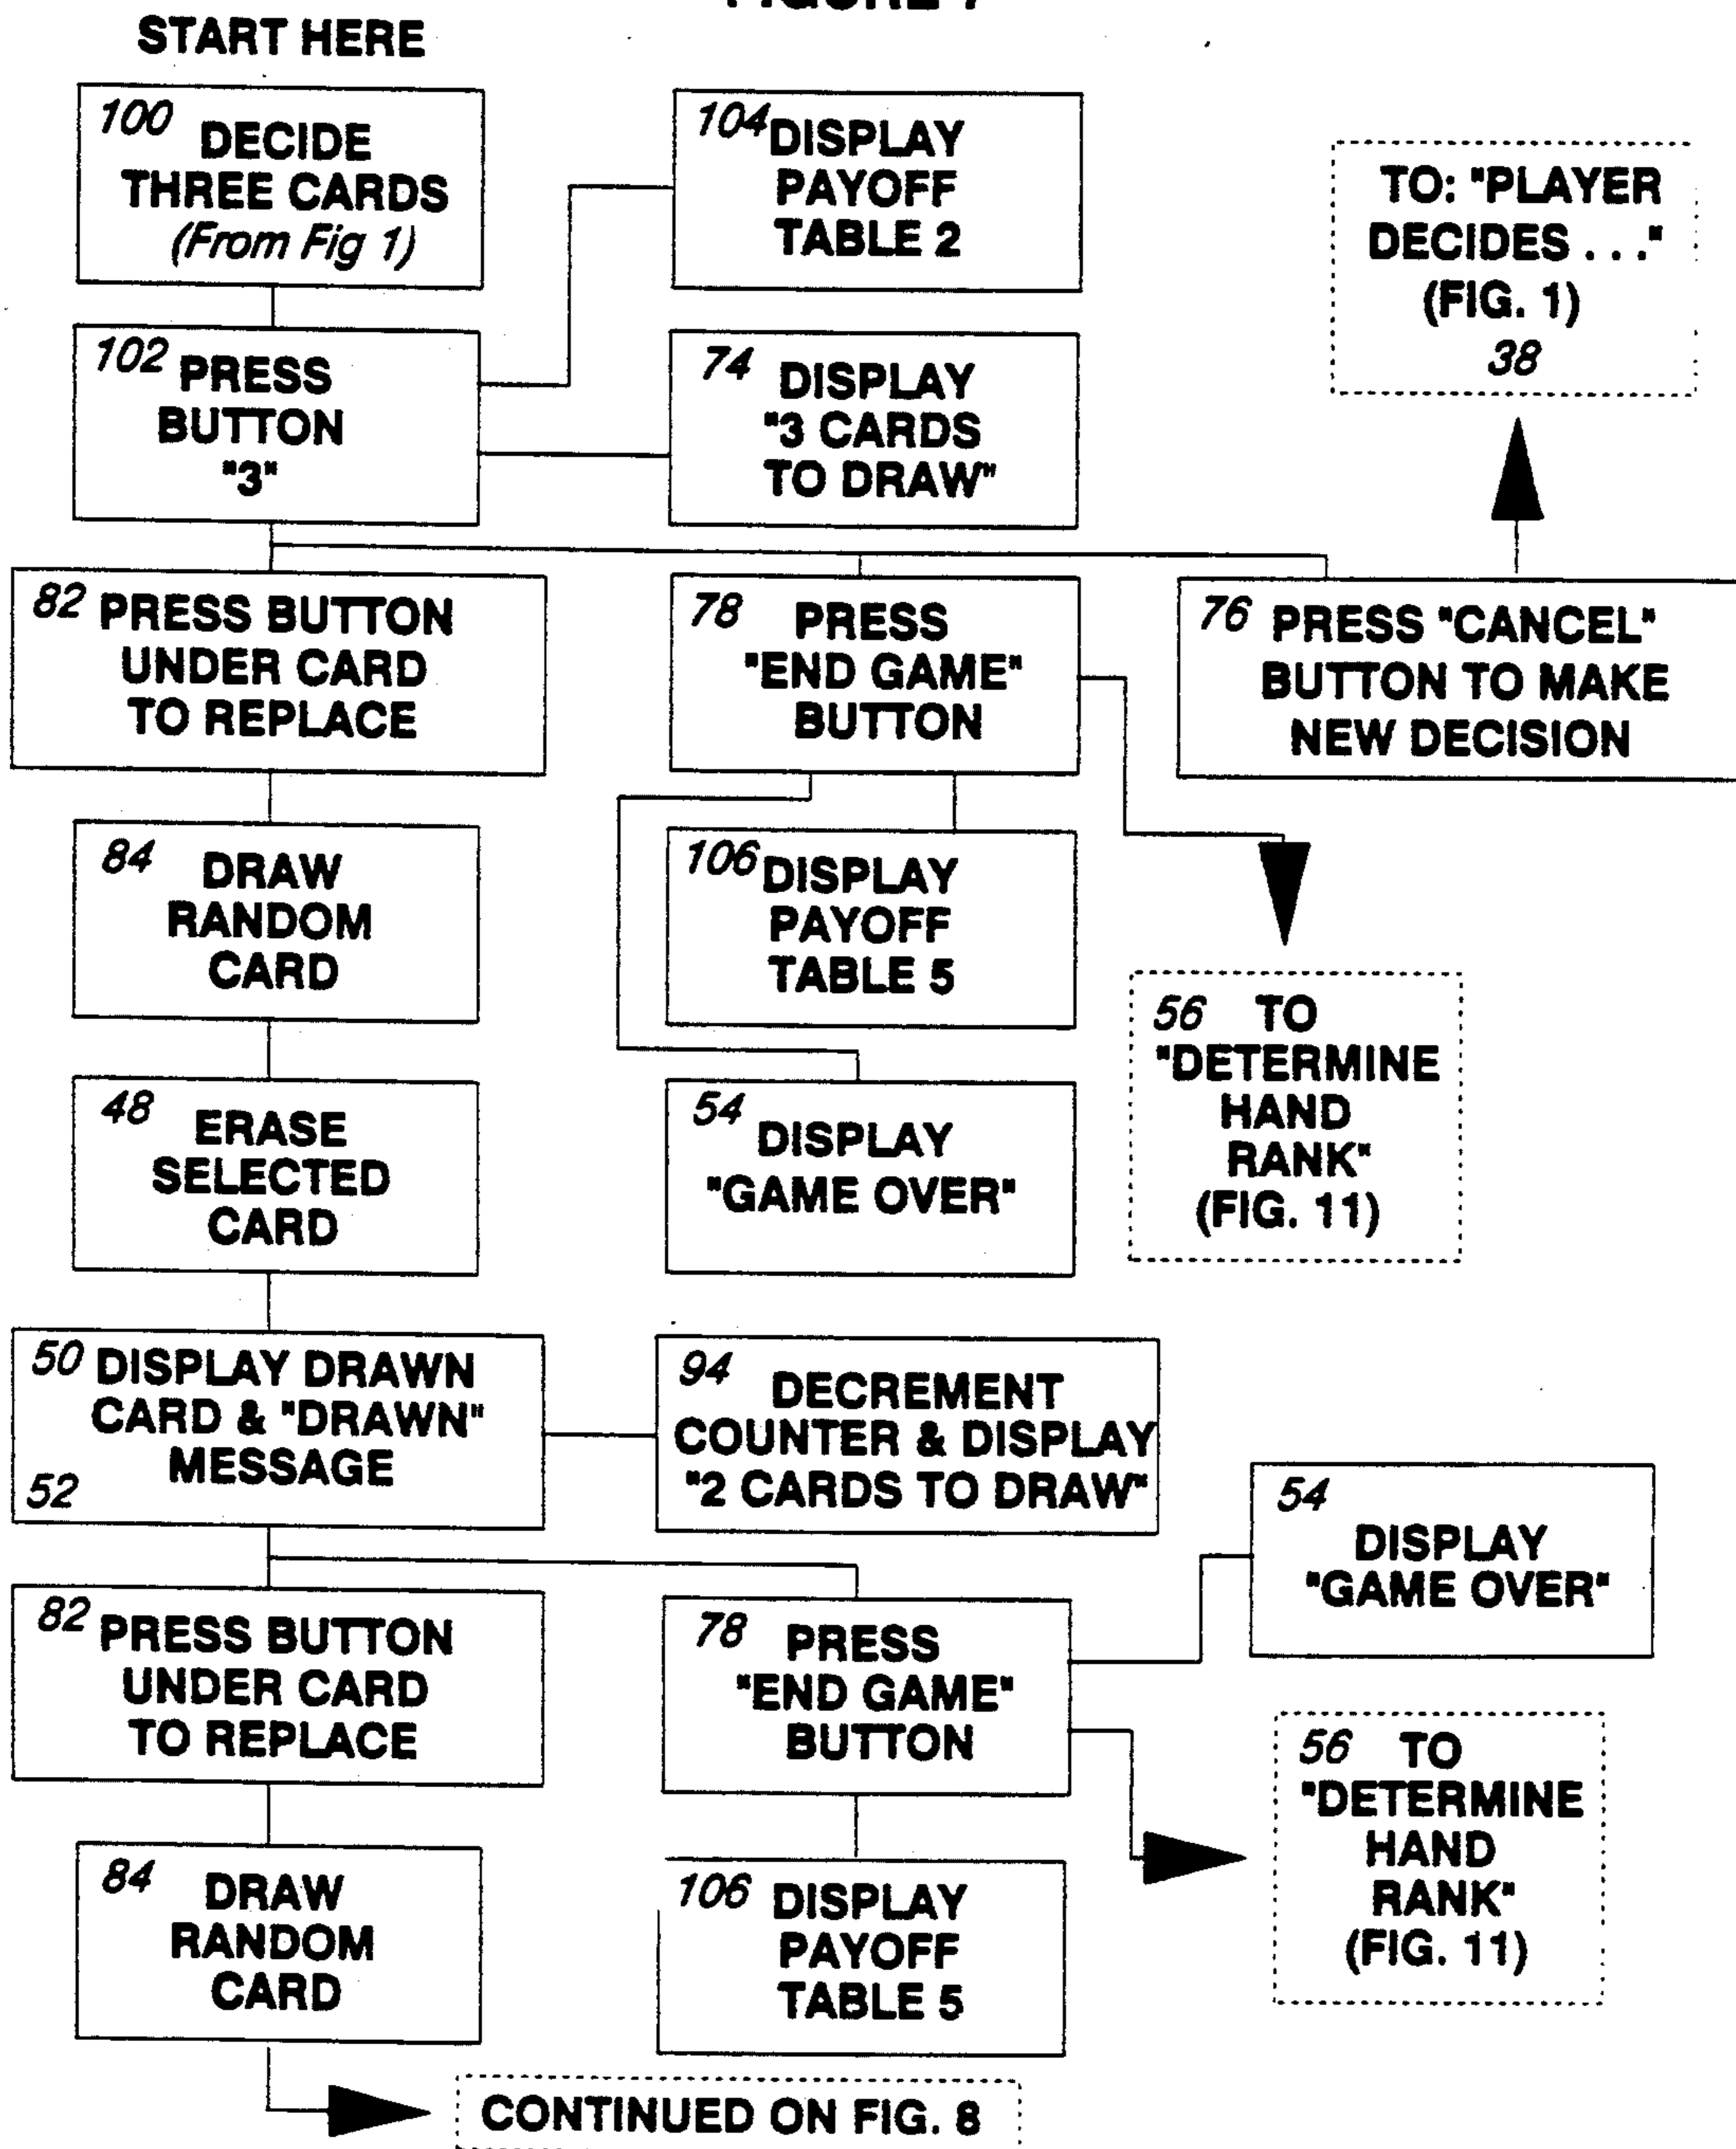 FIGURE 7
START HERE
100 DECIDE
THREE CARDS
(From Fig 1)
104 DISPLAY
PAYOFF
TABLE 2
TO: "PLAYER
DECIDES . . ."
(FIG. 1)
38
102 PRESS
BUTTON
"3"
74 DISPLAY
"3 CARDS
TO DRAW"
82 PRESS BUTTON
UNDER CARD
TO REPLACE
78 PRESS
"END GAME"
BUTTON
76 PRESS "CANCEL"
BUTTON TO MAKE
NEW DECISION
84 DRAW
RANDOM
CARD
106 DISPLAY
PAYOFF
TABLE 5
56 TO
"DETERMINE
HAND
RANK"
(FIG. 11)
48 ERASE
SELECTED
CARD
54 DISPLAY
"GAME OVER"
50 DISPLAY DRAWN
CARD & "DRAWN"
MESSAGE
52
94 DECREMENT
COUNTER & DISPLAY
"2 CARDS TO DRAW"
54
DISPLAY
"GAME OVER"
82 PRESS BUTTON
UNDER CARD
TO REPLACE
78 PRESS
"END GAME"
BUTTON
56 TO
"DETERMINE
HAND
RANK"
(FIG. 11)
84 DRAW
RANDOM
CARD
106 DISPLAY
PAYOFF
TABLE 5
CONTINUED ON FIG. 8